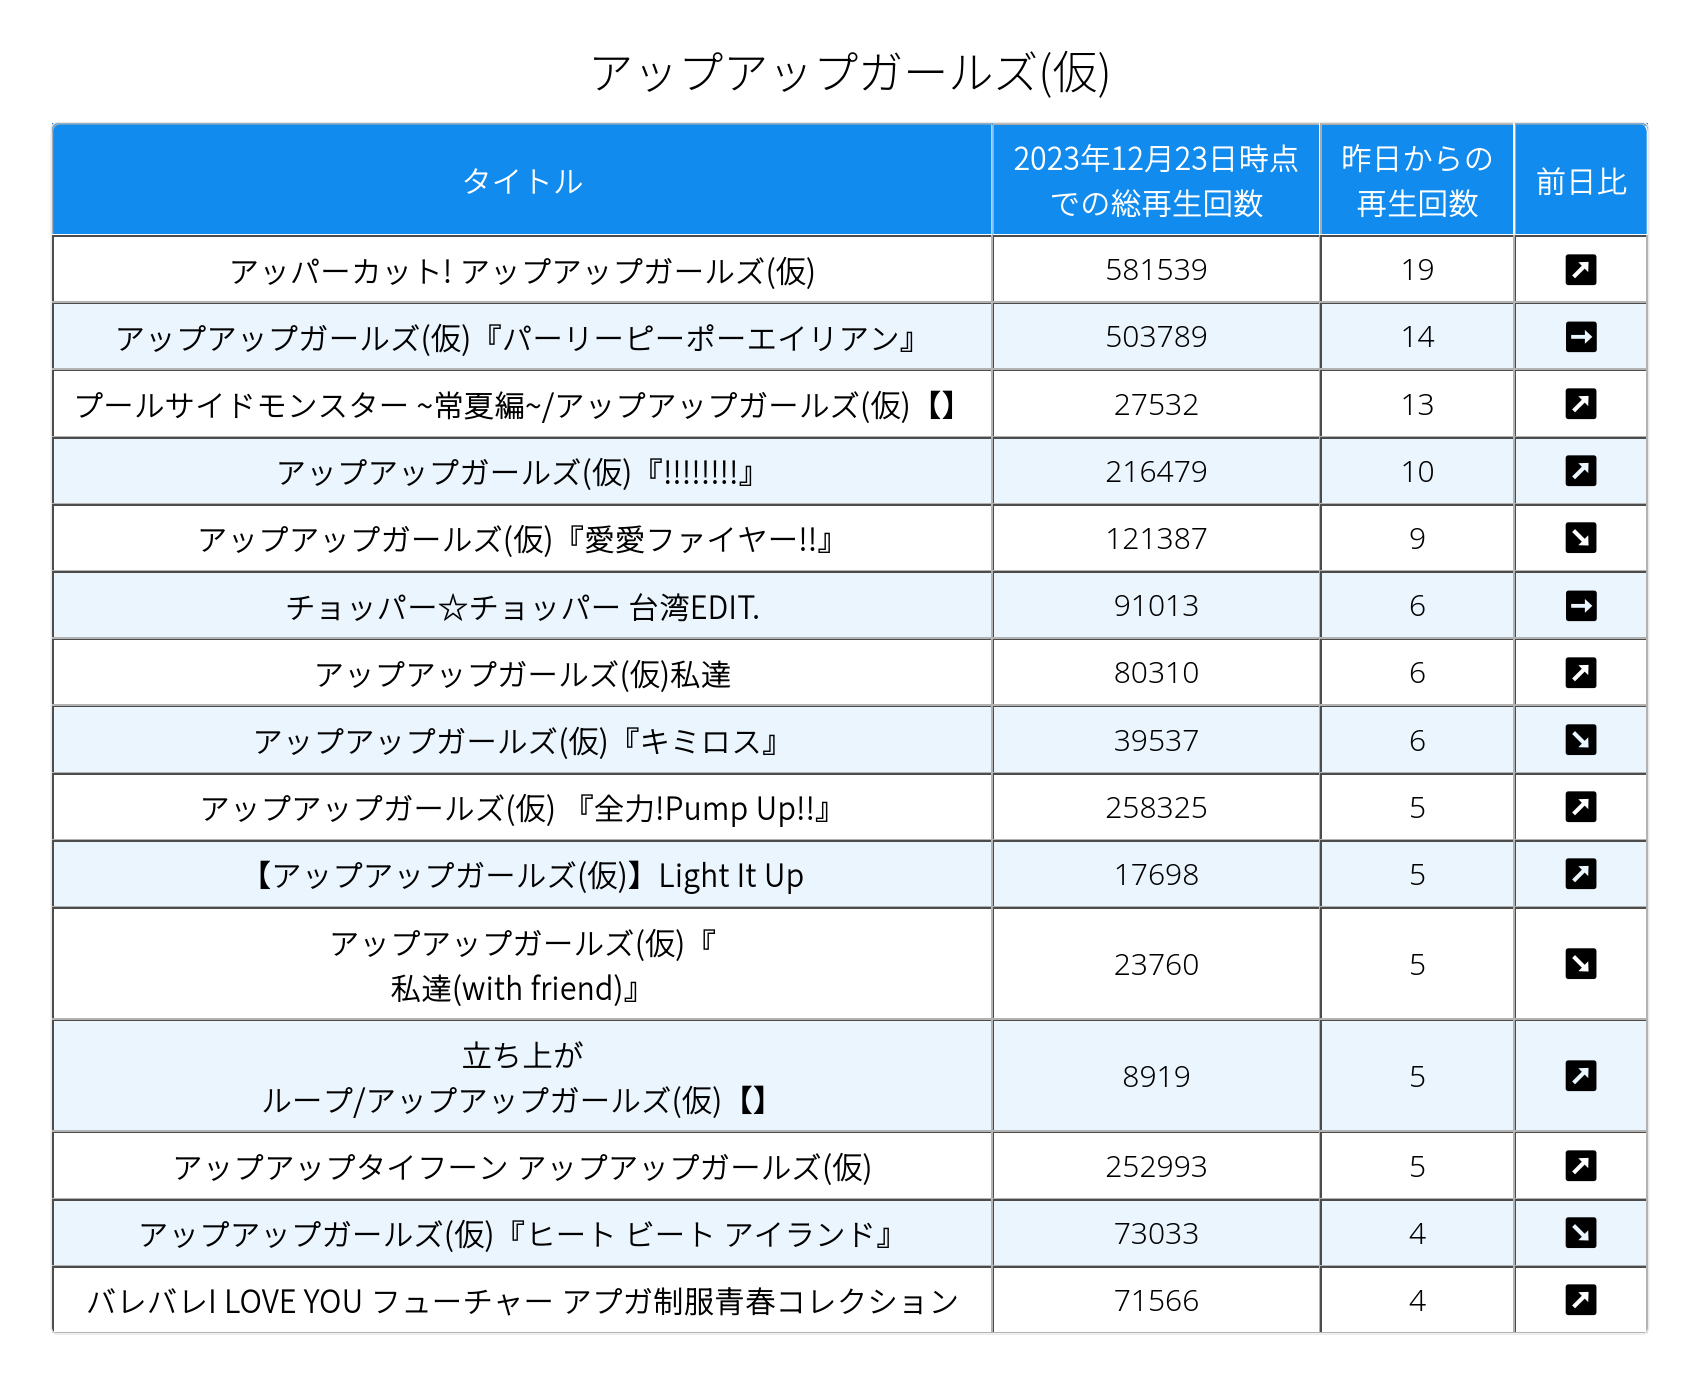 アップアップガールズ(仮)
タイトル 2023年12月23日時点
での総再生回数 昨日からの
再生回数 前日比
アッパーカット! アップアップガールズ(仮) 581539 19 ↗
アップアップガールズ(仮)『パーリーピーポーエイリアン』 503789 14 →
プールサイドモンスター ~常夏編~/アップアップガールズ(仮)【】 27532 13 ↗
アップアップガールズ(仮)『!!!!!!!!』 216479 10 ↗
アップアップガールズ(仮)『愛愛ファイヤー!!』 121387 9 ↘
チョッパー☆チョッパー 台湾EDIT. 91013 6 →
アップアップガールズ(仮)私達 80310 6 ↗
アップアップガールズ(仮)『キミロス』 39537 6 ↘
アップアップガールズ(仮) 『全力!Pump Up!!』 258325 5 ↗
【アップアップガールズ(仮)】Light It Up 17698 5 ↗
アップアップガールズ(仮)『
私達(with friend)』 23760 5 ↘
立ち上が
ループ/アップアップガールズ(仮)【】 8919 5 ↗
アップアップタイフーン アップアップガールズ(仮) 252993 5 ↗
アップアップガールズ(仮)『ヒート ビート アイランド』 73033 4 ↘
バレバレI LOVE YOU フューチャー アプガ制服青春コレクション 71566 4 ↗